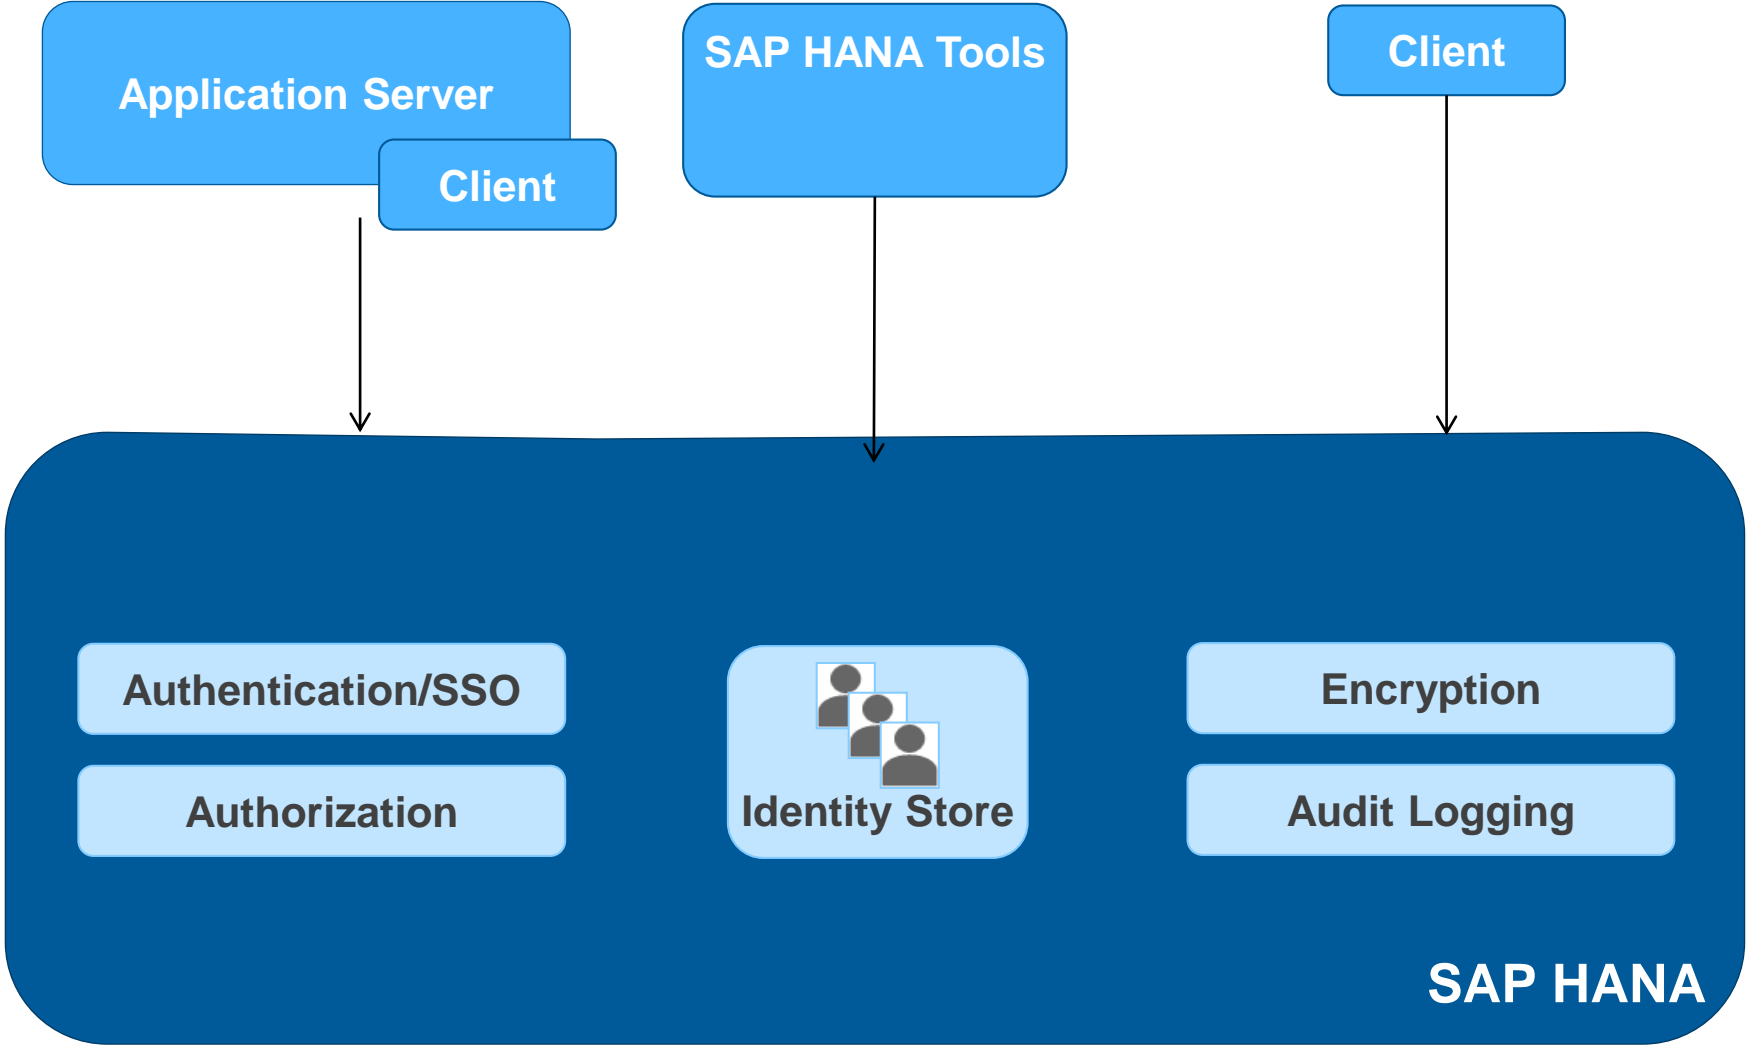 Application Server
Client
SAP HANA Tools
Client
Authentication/SSO
Authorization
Identity Store
Encryption
Audit Logging
SAP HANA